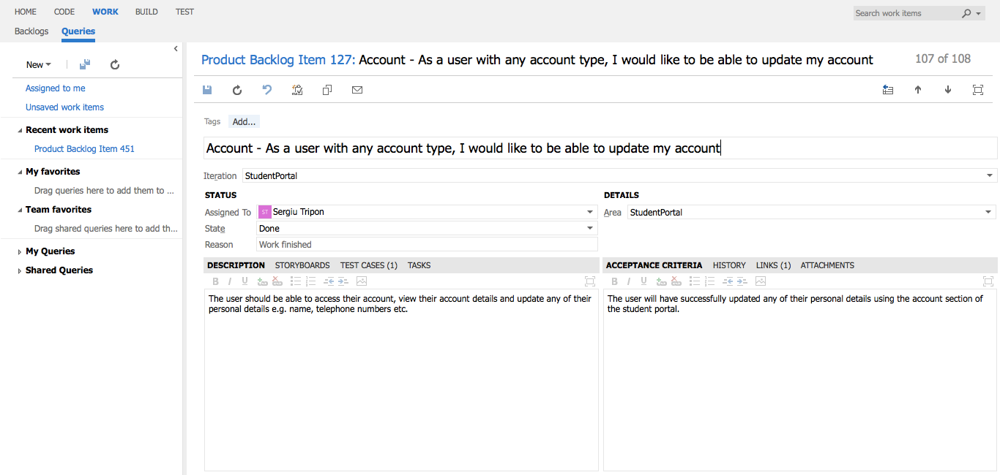 HOME CODE WORK BUILD TEST
Search work items
Backlogs Queries
New
Assigned to me
Unsaved work items
Recent work items
Product Backlog Item 451
My favorites
Drag queries here to add them to ...
Team favorites
Drag shared queries here to add th...
My Queries
Shared Queries
Product Backlog Item 127: Account - As a user with any account type, I would like to be able to update my account
107 of 108
Tags Add...
Account - As a user with any account type, I would like to be able to update my account
Iteration StudentPortal
STATUS
Assigned To ST Sergiu Tripon
State Done
Reason Work finished
DETAILS
Area StudentPortal
DESCRIPTION STORYBOARDS TEST CASES (1) TASKS
B I U
The user should be able to access their account, view their account details and update any of their
personal details e.g. name, telephone numbers etc.
ACCEPTANCE CRITERIA HISTORY LINKS (1) ATTACHMENTS
B I U
The user will have successfully updated any of their personal details using the account section of
the student portal.